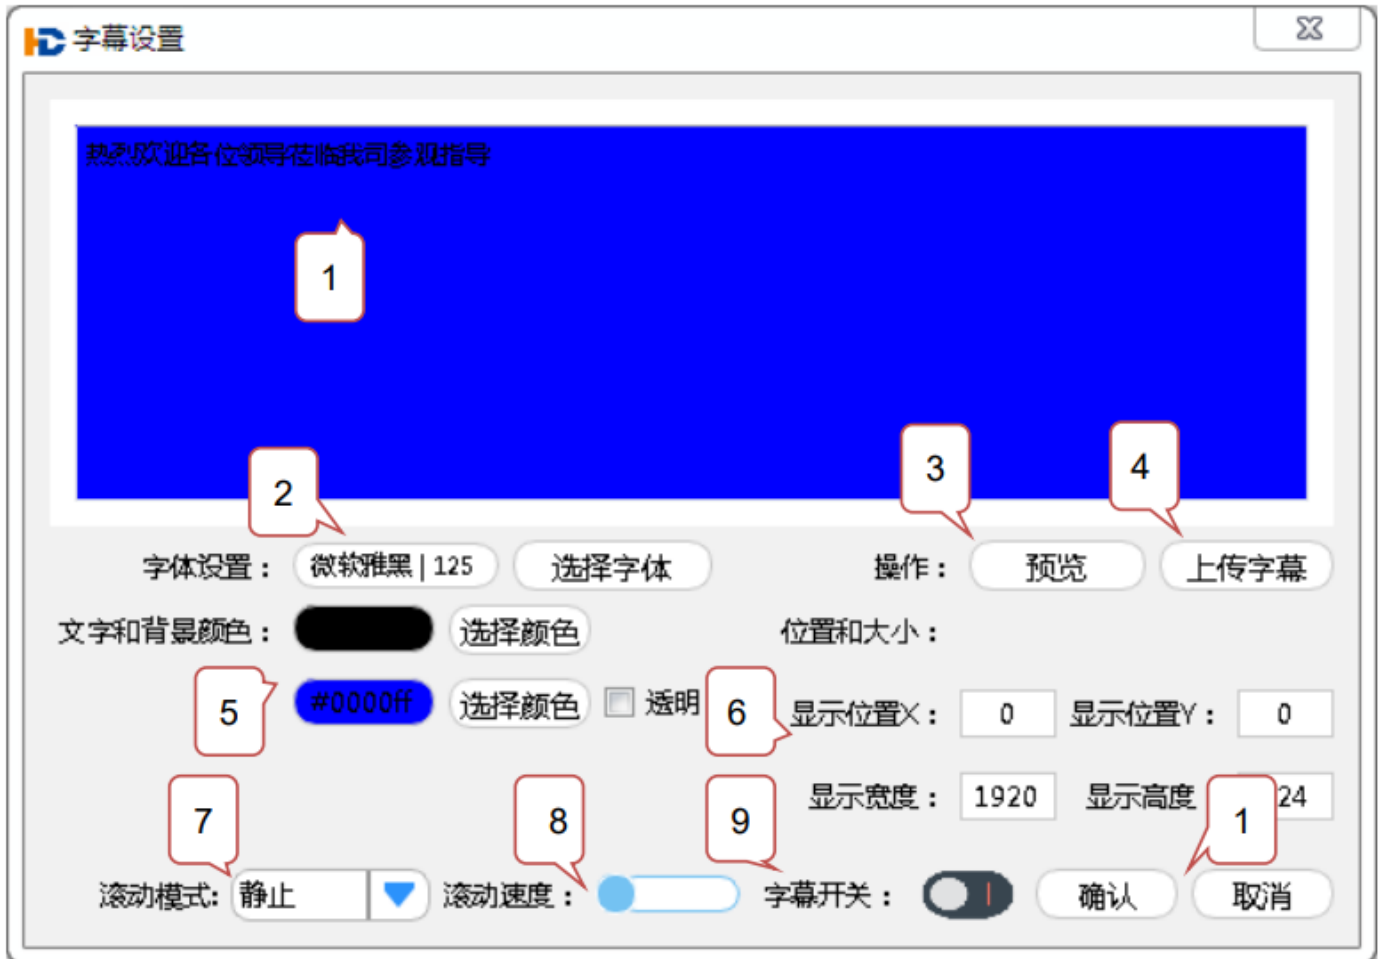 HD 字幕设置
热烈欢迎各位领导莅临我司参观指导
1
2
3
4
字体设置： 微软雅黑 | 125 选择字体 操作： 预览 上传字幕
文字和背景颜色： 选择颜色 位置和大小：
5 #0000ff 选择颜色 透明 6 显示位置X： 0 显示位置Y： 0
显示宽度： 1920 显示高度 24
7 8 9 1
滚动模式: 静止 滚动速度： 字幕开关： 确认 取消